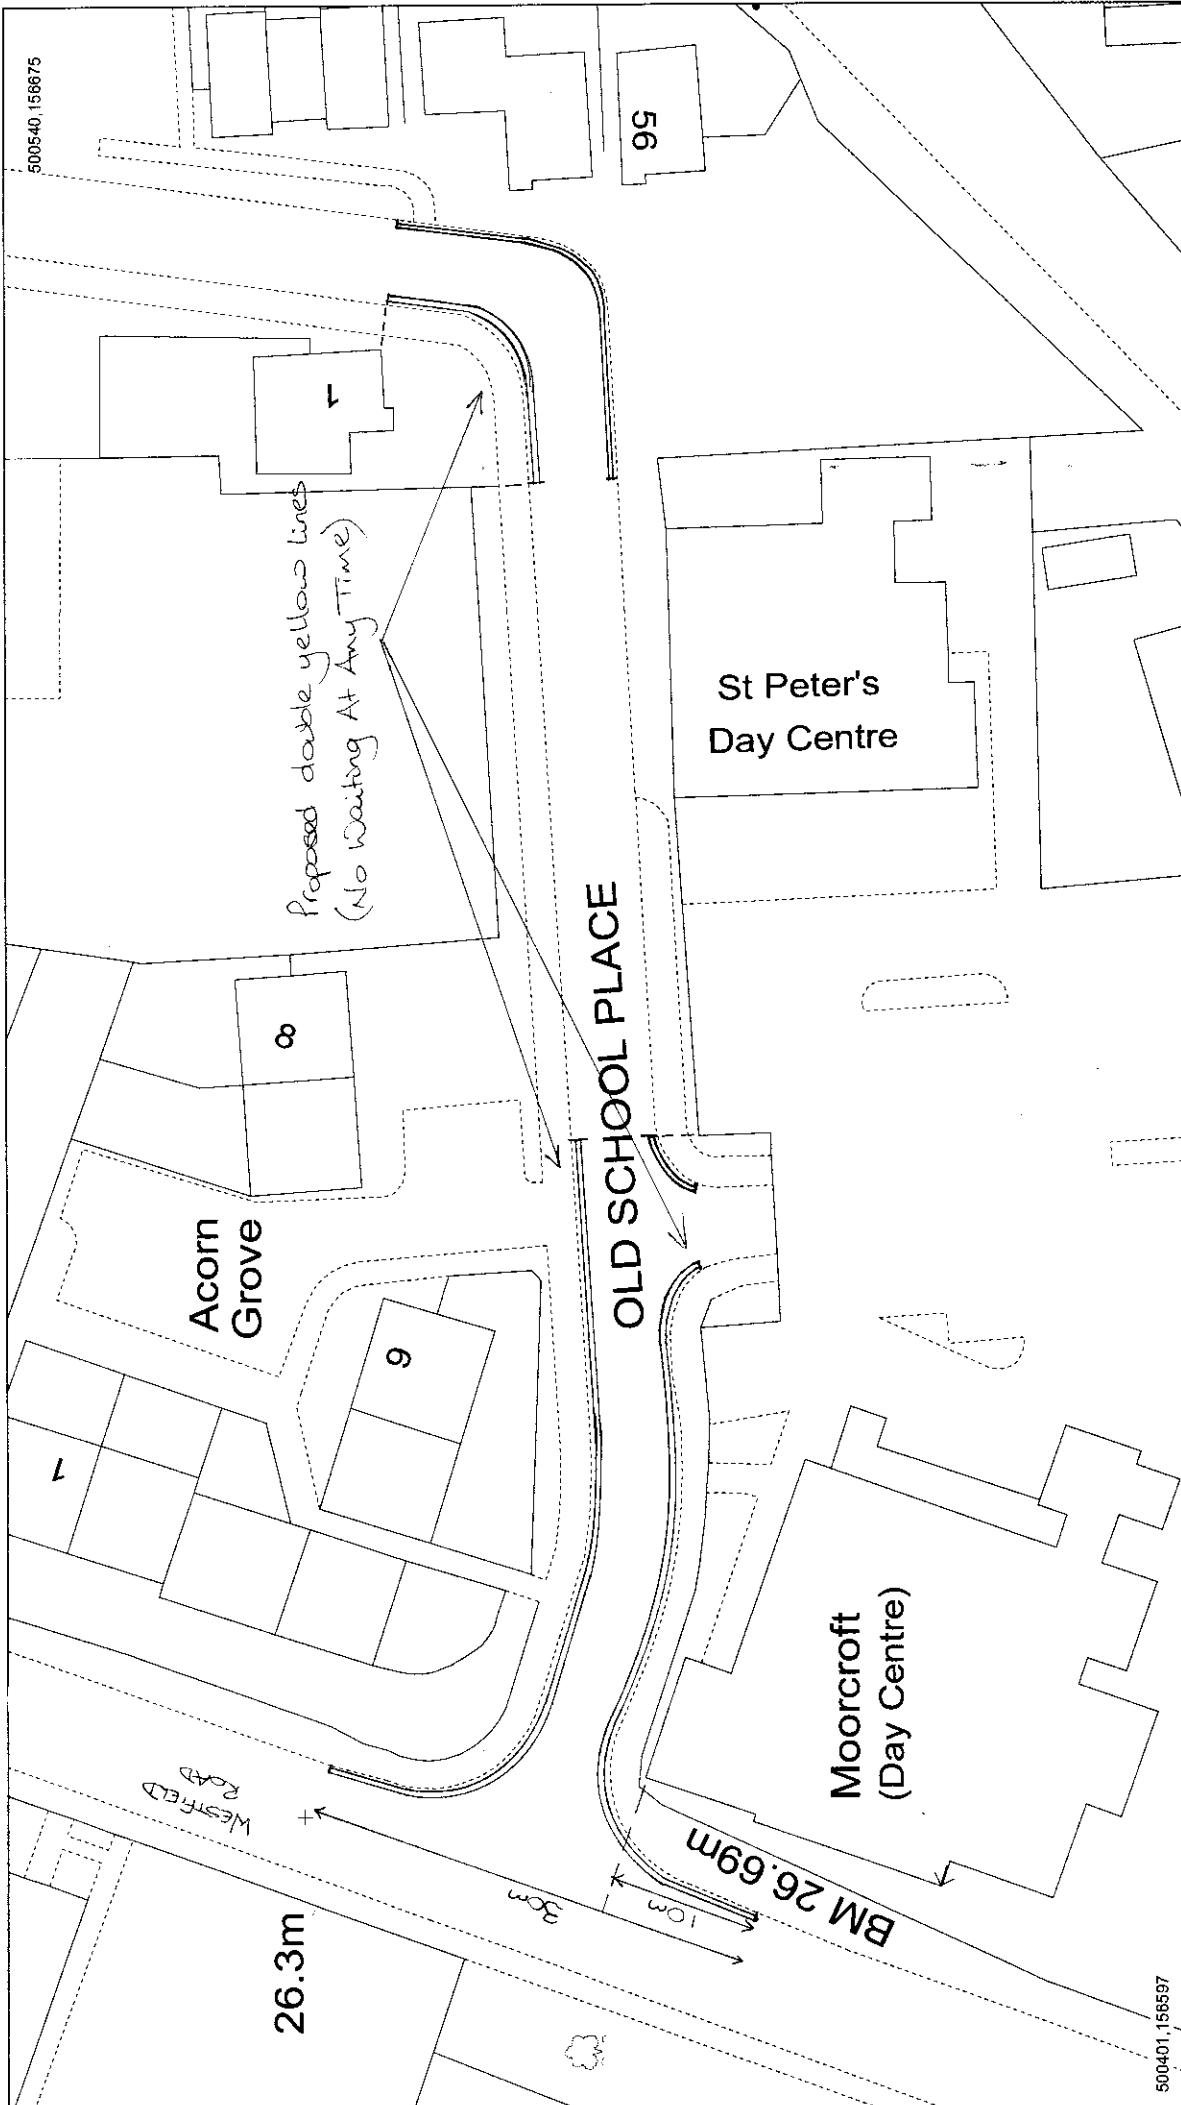 500540,156675
56
1
Proposed double yellow lines
(No Waiting At Any Time)
St Peter's
Day Centre
8
OLD SCHOOL PLACE
Acorn
Grove
9
1
Moorcroft
(Day Centre)
WESTFIELD
ROAD
30m
10m
BM 26.69m
26.3m
500401,156597